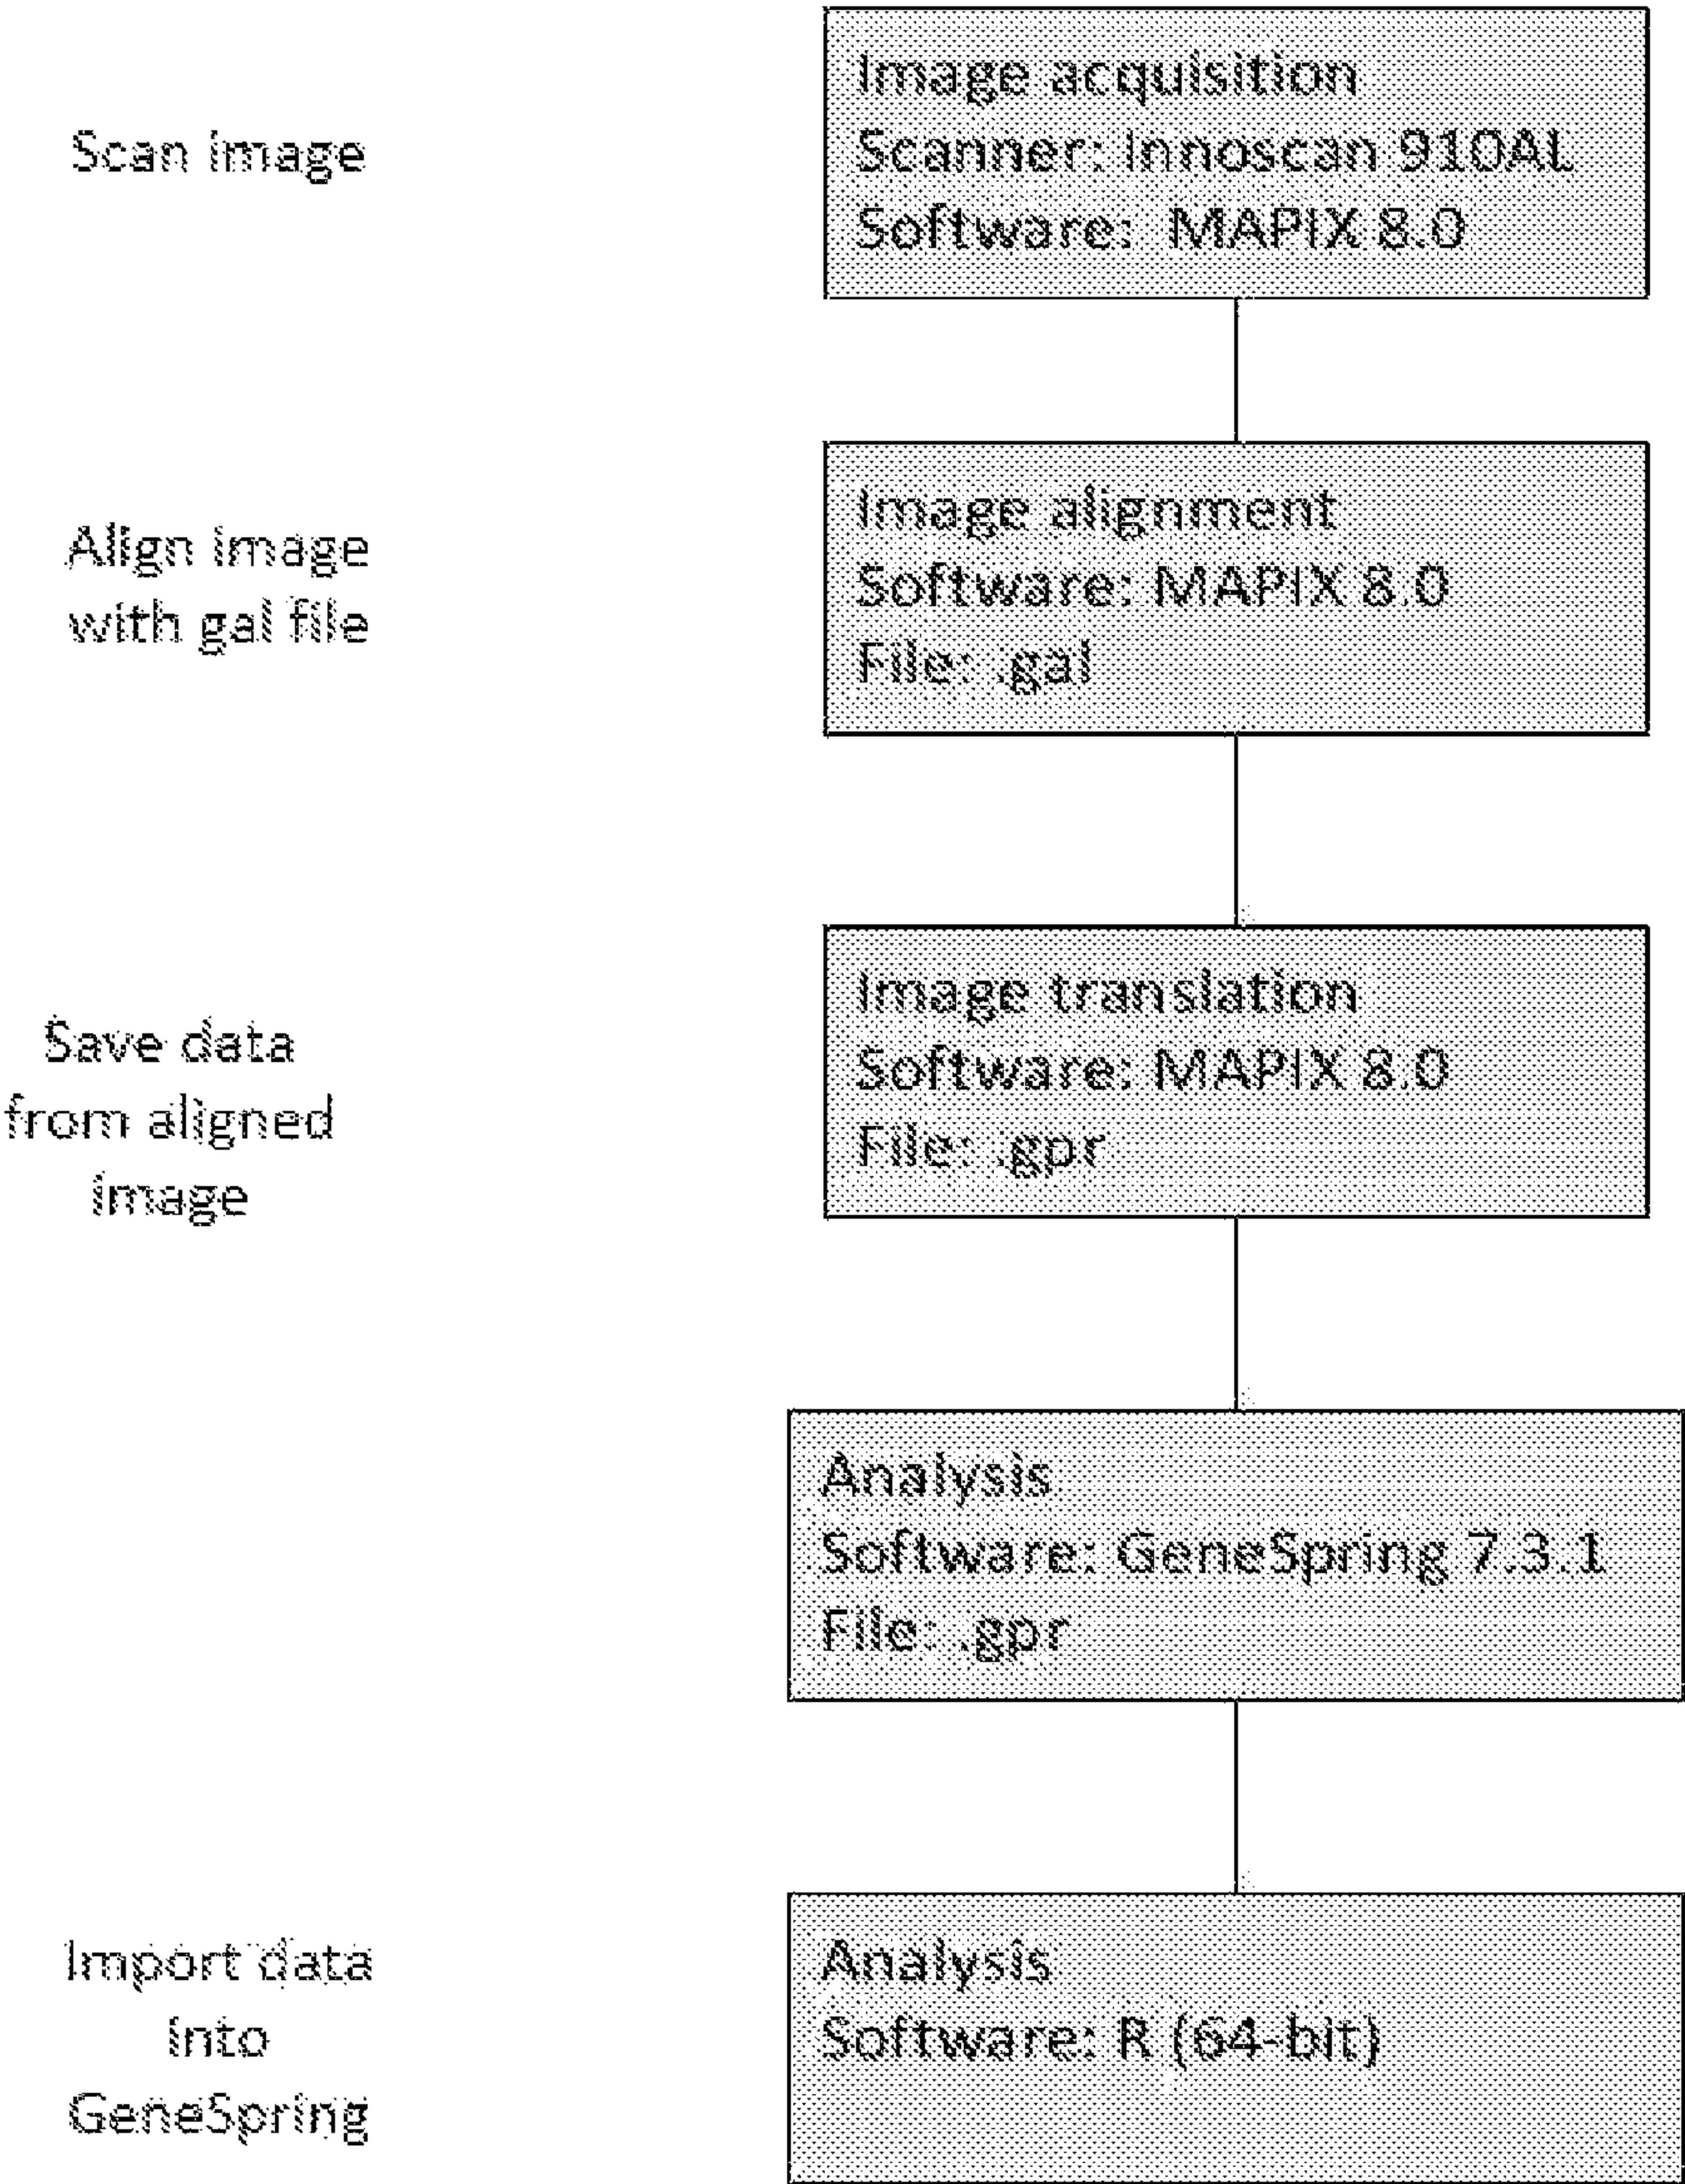 Scan image
Image acquisition
Scanner: Innoscan 910AL
Software: MAPIX 8.0
Align image
with gal file
Image alignment
Software: MAPIX 8.0
File: .gal
Save data
from aligned
image
Image translation
Software: MAPIX 8.0
File: .gpr
Analysis
Software: GeneSpring 7.3.1
File: .gpr
Import data
into
GeneSpring
Analysis
Software: R (64-bit)